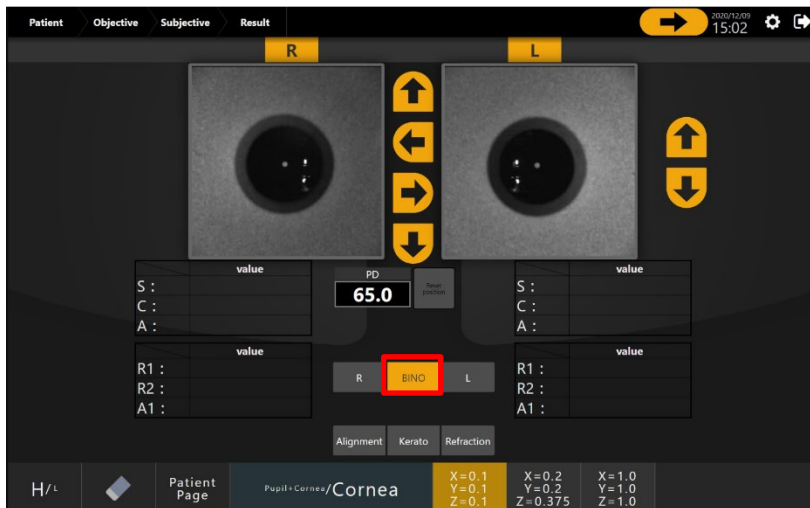 Patient Objective Subjective Result 2020/12/09
15:02
R L
value PD value
S : 65.0 Reset position S :
C : C :
A : A :
value value
R1 : R BINO L R1 :
R2 : R2 :
A1 : A1 :
Alignment Kerato Refraction
H/L Patient Page Pupil+Cornea/Cornea X=0.1 X=0.2 X=1.0
Y=0.1 Y=0.2 Y=1.0
Z=0.1 Z=0.375 Z=1.0